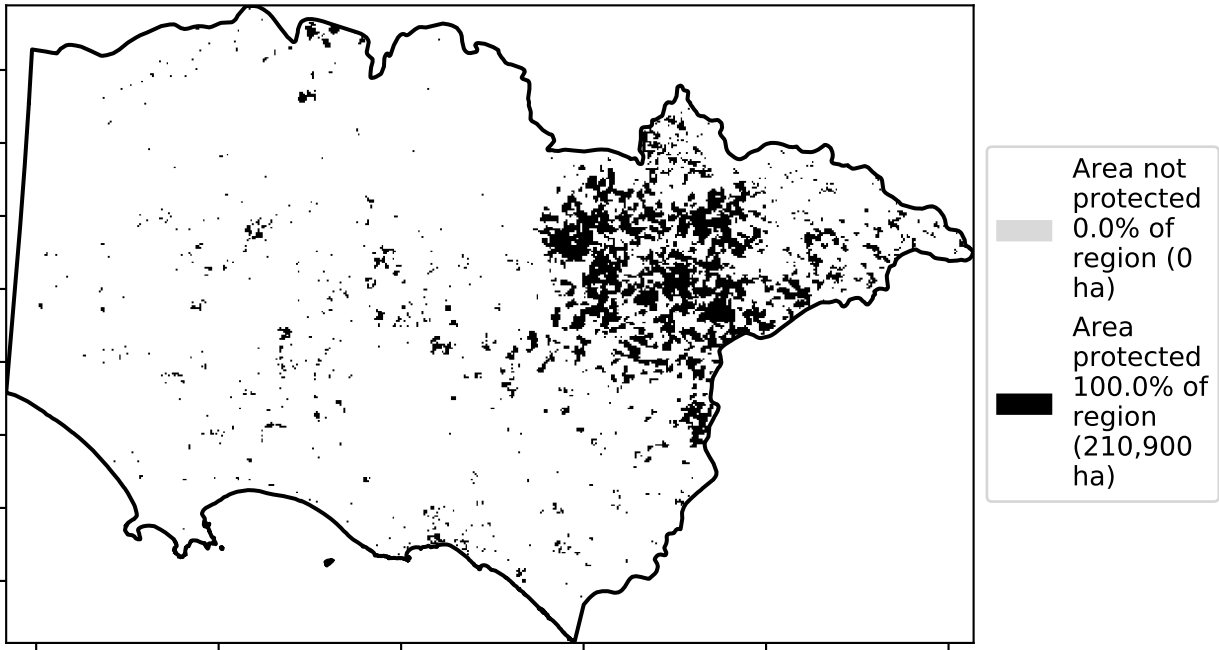 Area not
protected
0.0% of
region (0
ha)
Area
protected
100.0% of
region
(210,900
ha)